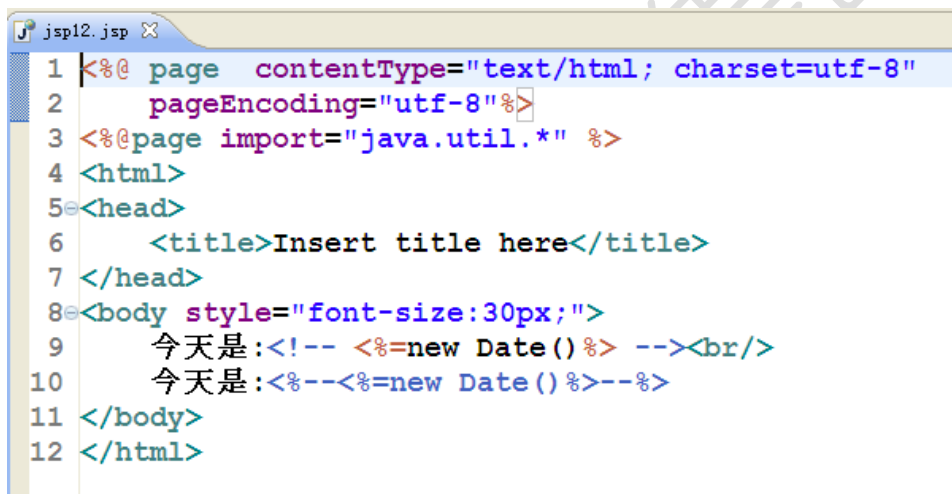 jsp12.jsp
1 <%@ page  contentType="text/html; charset=utf-8"
2     pageEncoding="utf-8"%>
3 <%@page import="java.util.*" %>
4 <html>
5 <head>
6     <title>Insert title here</title>
7 </head>
8 <body style="font-size:30px;">
9     今天是:<!-- <%=new Date()%> --><br/>
10     今天是:<%--<%=new Date()%>--%>
11 </body>
12 </html>